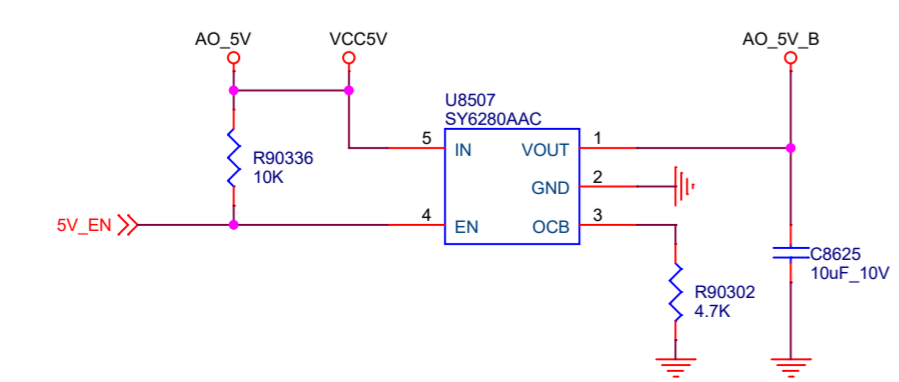 AO_5V
VCC5V
AO_5V_B
U8507
SY6280AAC
R90336
10K
5
IN
VOUT
1
GND
2
5V_EN
4
EN
OCB
3
R90302
4.7K
C8625
10uF_10V